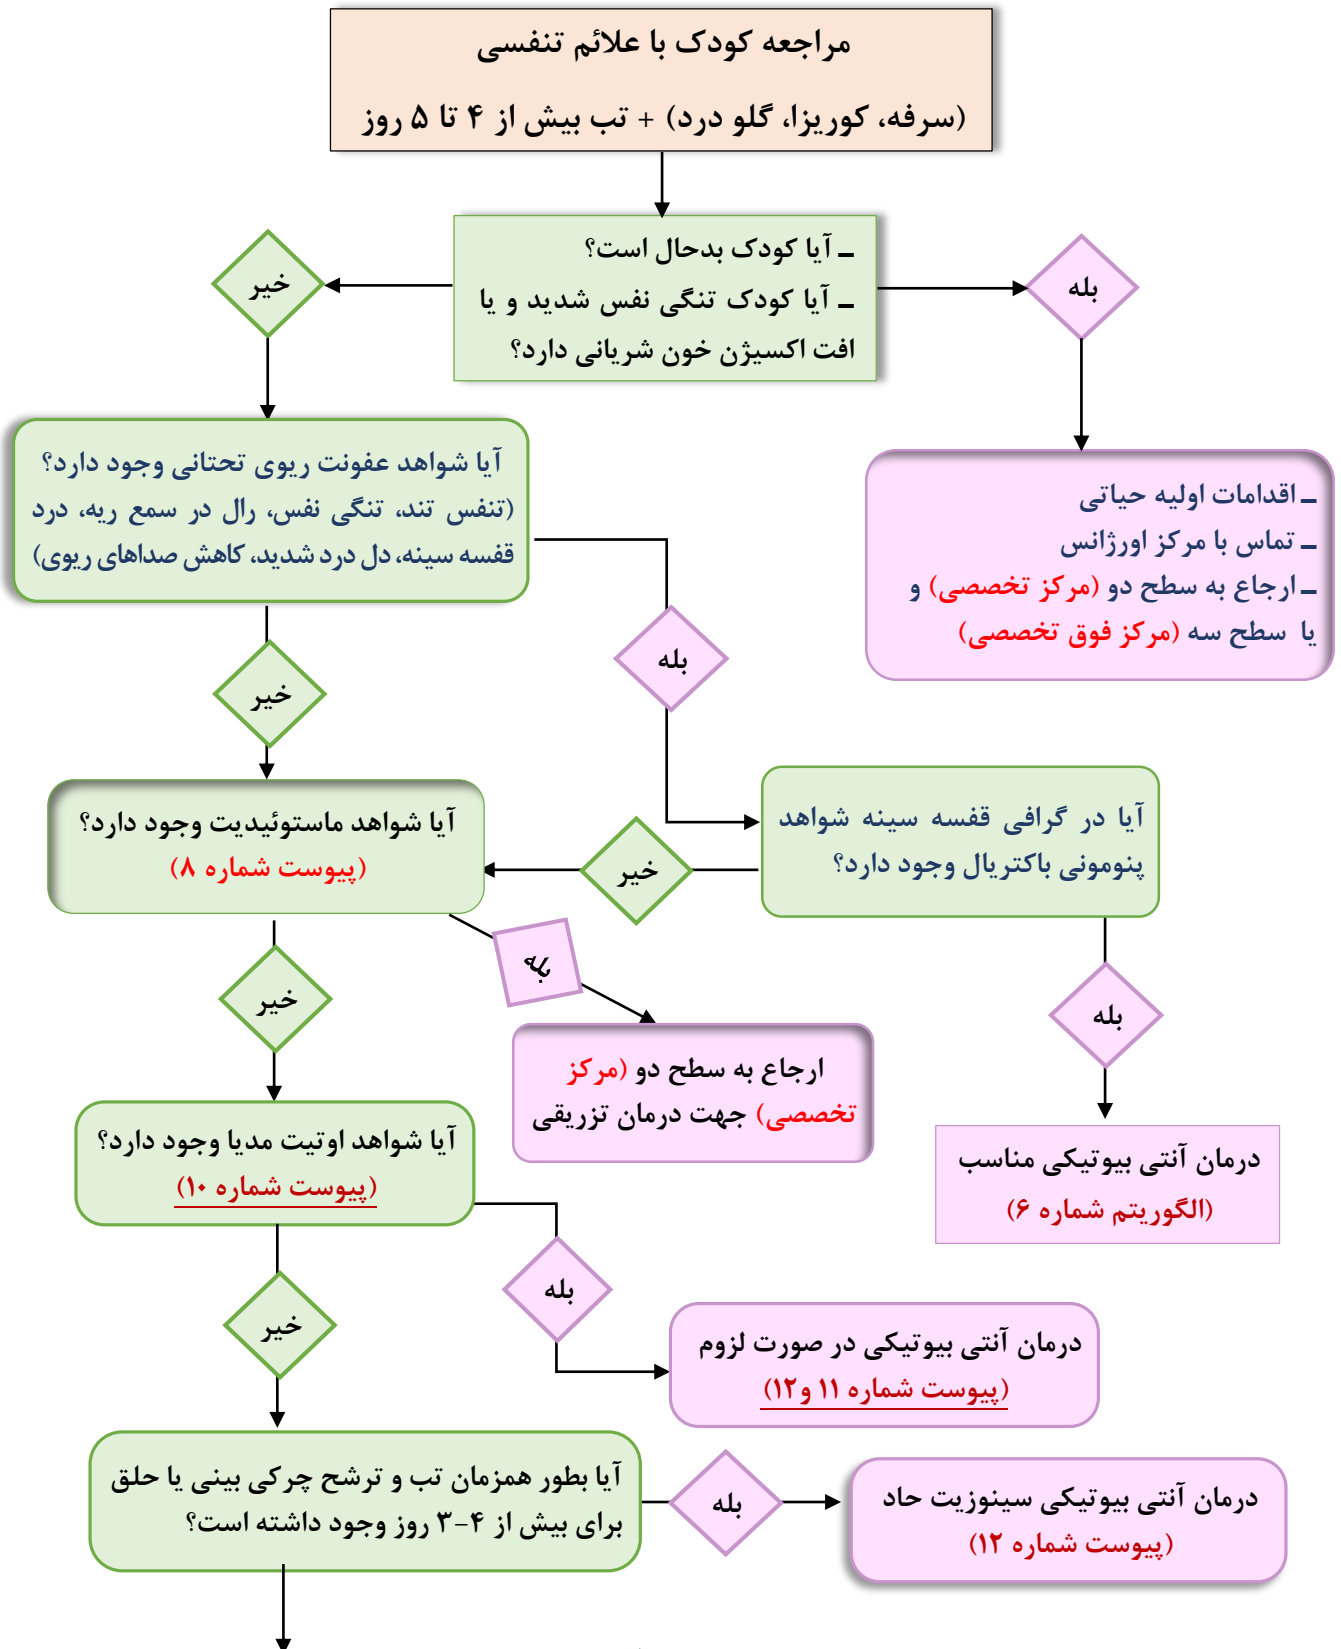 مراجعه کودک با علائم تنفسی
(سرفه، کوریزا، گلو درد) + تب بیش از ۴ تا ۵ روز
ـ آیا کودک بدحال است؟
ـ آیا کودک تنگی نفس شدید و یا
افت اکسیژن خون شریانی دارد؟
بله
خیر
ـ اقدامات اولیه حیاتی
ـ تماس با مرکز اورژانس
ـ ارجاع به سطح دو (مرکز تخصصی) و
یا سطح سه (مرکز فوق تخصصی)
آیا شواهد عفونت ریوی تحتانی وجود دارد؟
(تنفس تند، تنگی نفس، رال در سمع ریه، درد
قفسه سینه، دل درد شدید، کاهش صداهای ریوی)
بله
خیر
آیا در گرافی قفسه سینه شواهد
پنومونی باکتریال وجود دارد؟
خیر
بله
آیا شواهد ماستوئیدیت وجود دارد؟
(پیوست شماره ۸)
بله
خیر
ارجاع به سطح دو (مرکز
تخصصی) جهت درمان تزریقی
درمان آنتی بیوتیکی مناسب
(الگوریتم شماره ۶)
آیا شواهد اوتیت مدیا وجود دارد؟
(پیوست شماره ۱۰)
بله
خیر
درمان آنتی بیوتیکی در صورت لزوم
(پیوست شماره ۱۱ و۱۲)
آیا بطور همزمان تب و ترشح چرکی بینی یا حلق
برای بیش از ۴-۳ روز وجود داشته است؟
بله
درمان آنتی بیوتیکی سینوزیت حاد
(پیوست شماره ۱۲)